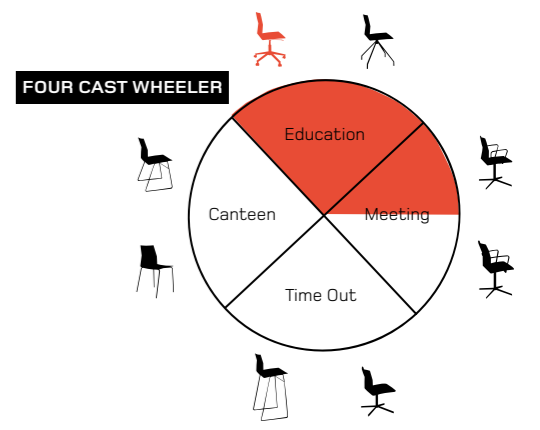 FOUR CAST WHEELER
Education
Canteen
Meeting
Time Out